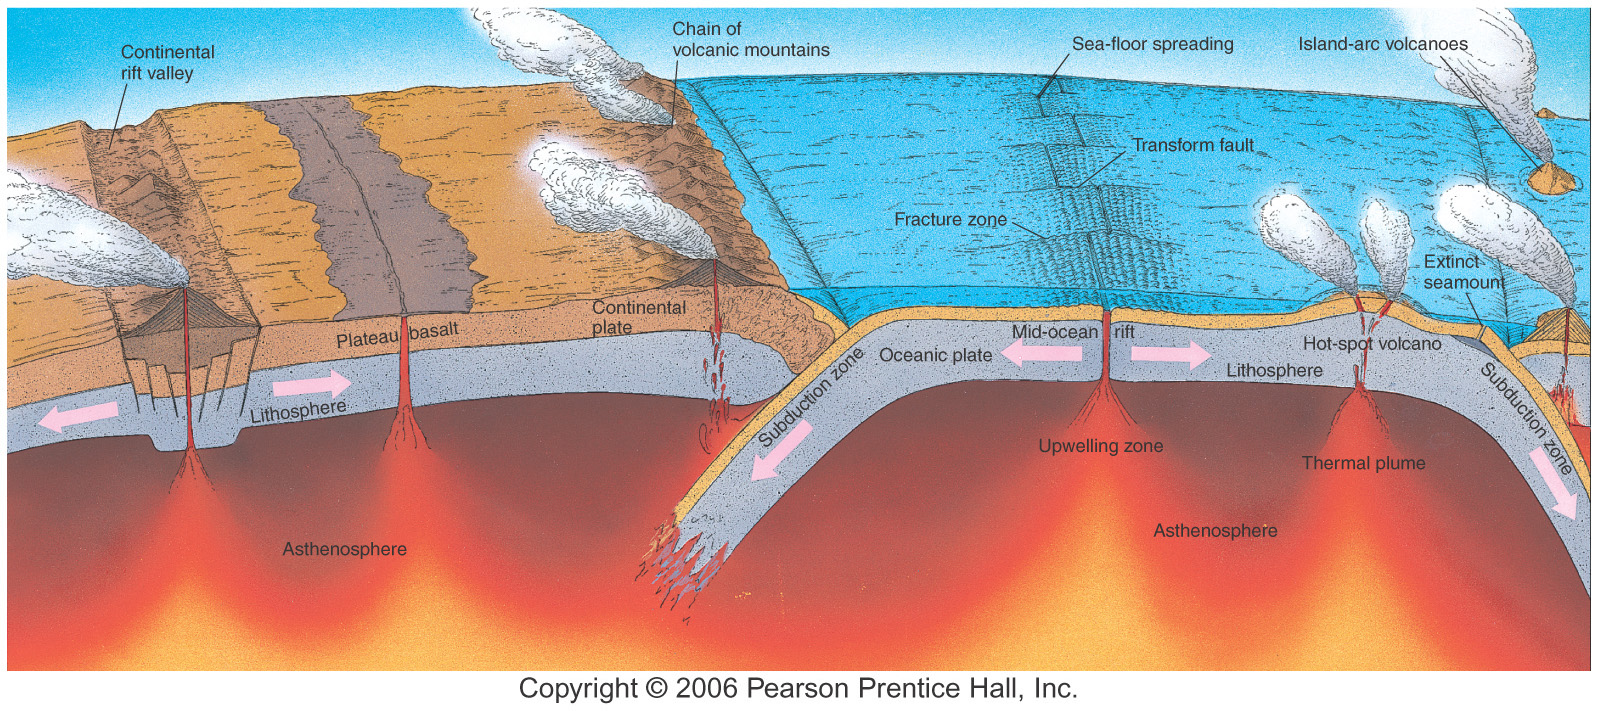 Continental
rift valley
Chain of
volcanic mountains
Sea-floor spreading
Island-arc volcanoes
Transform fault
Fracture zone
Extinct
seamount
Continental
plate
Plateau basalt
Mid-ocean rift
Hot-spot volcano
Oceanic plate
Lithosphere
Lithosphere
Subduction zone
Subduction zone
Upwelling zone
Thermal plume
Asthenosphere
Asthenosphere
Copyright © 2006 Pearson Prentice Hall, Inc.